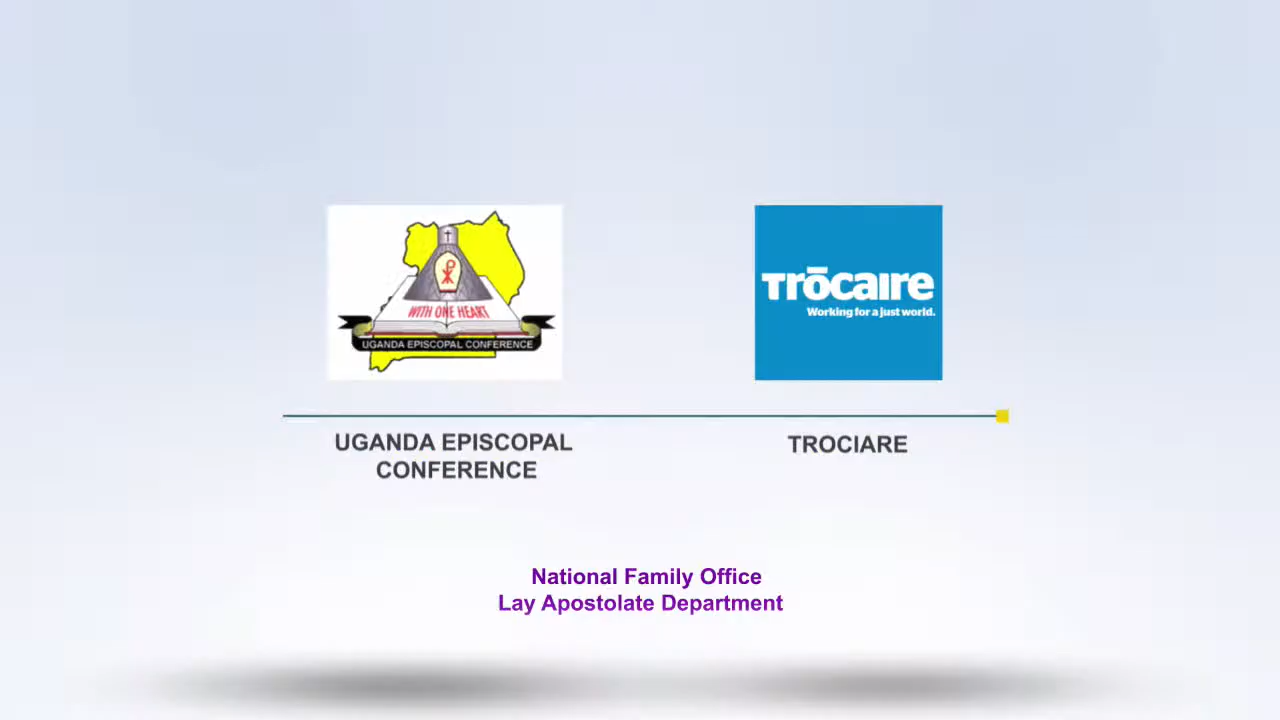 WITH ONE HEART
UGANDA EPISCOPAL CONFERENCE
Trōcaire
Working for a just world.
UGANDA EPISCOPAL
CONFERENCE
TROCIARE
National Family Office
Lay Apostolate Department